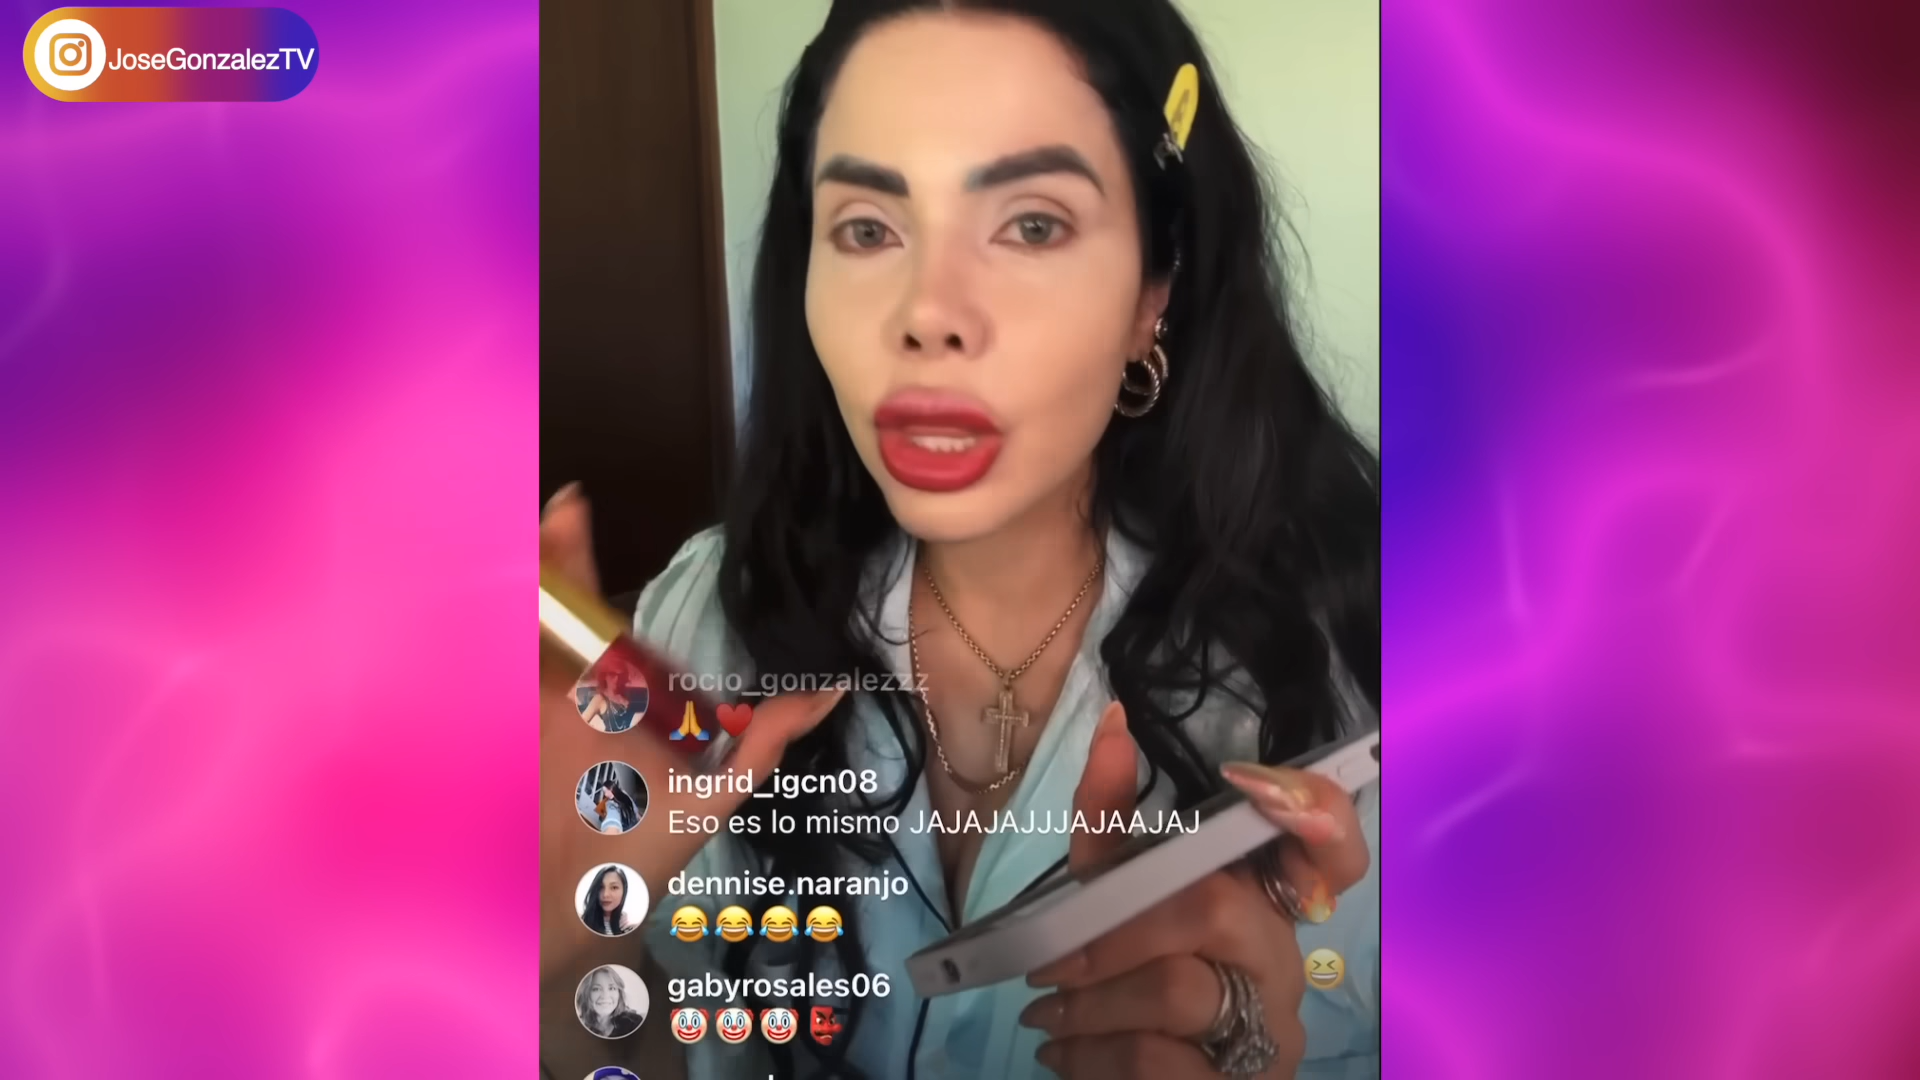 JoseGonzalezTV
rocio_gonzalezzz
🙏❤️
ingrid_igcn08
Eso es lo mismo JAJAJAJJJAJAAJAJ
dennise.naranjo
😂😂😂😂
gabyrosales06
🤡🤡🤡👺